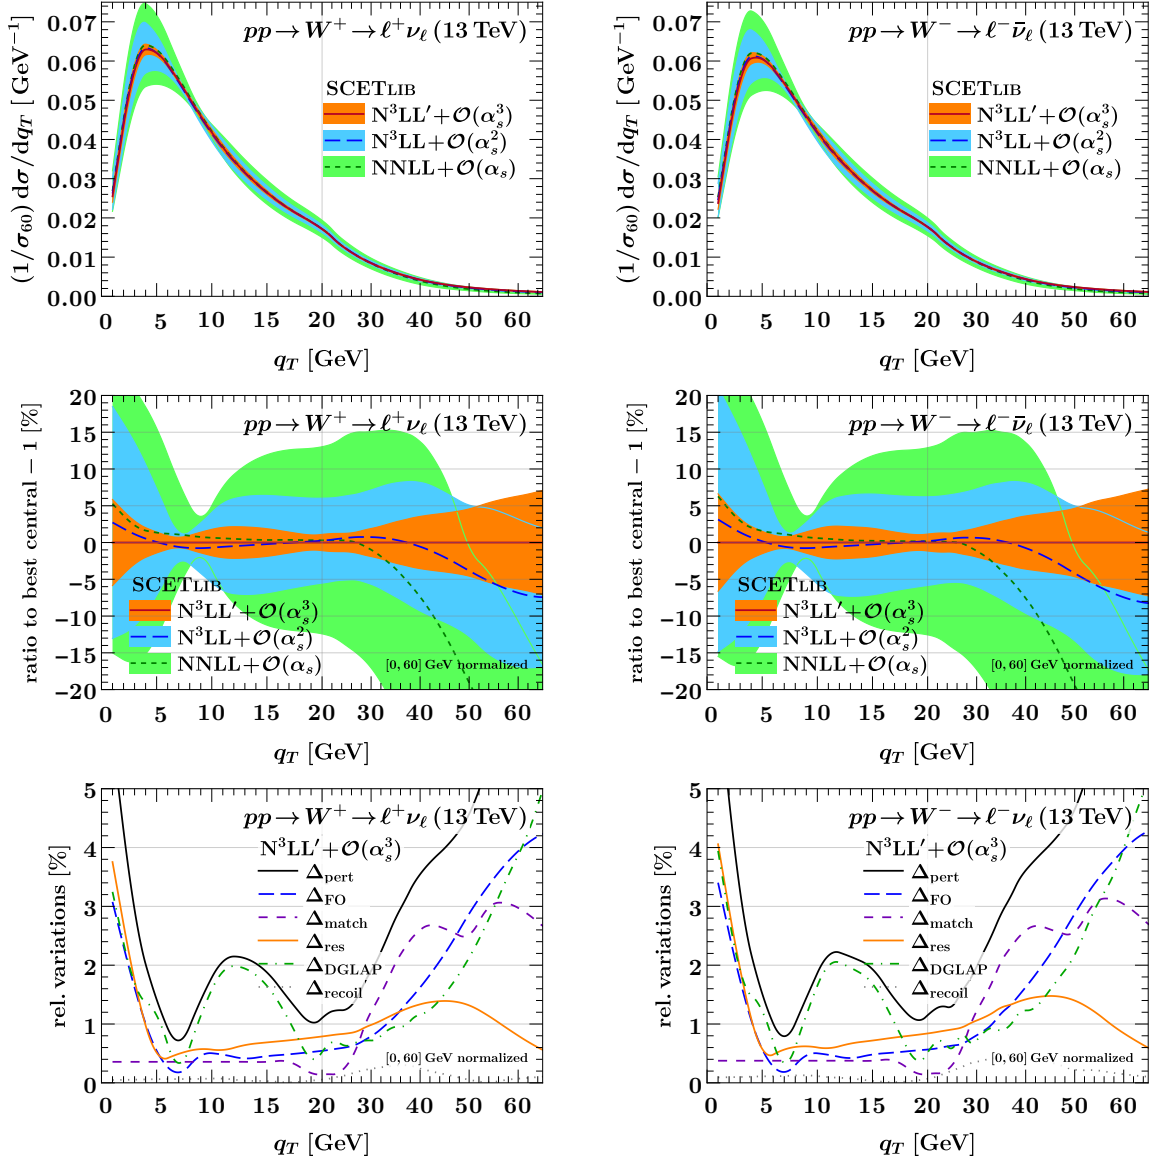 (1/σ₆₀) dσ/dq_T [GeV⁻¹]
0.07
0.06
0.05
0.04
0.03
0.02
0.01
0.00
pp→W⁺→ℓ⁺ν_ℓ (13 TeV)
SCETLIB
N³LL′+𝒪(α_s³)
N³LL+𝒪(α_s²)
NNLL+𝒪(α_s)
0 5 10 15 20 30 40 50 60
q_T [GeV]
(1/σ₆₀) dσ/dq_T [GeV⁻¹]
0.07
0.06
0.05
0.04
0.03
0.02
0.01
0.00
pp→W⁻→ℓ⁻ν̄_ℓ (13 TeV)
SCETLIB
N³LL′+𝒪(α_s³)
N³LL+𝒪(α_s²)
NNLL+𝒪(α_s)
0 5 10 15 20 30 40 50 60
q_T [GeV]
ratio to best central − 1 [%]
20
15
10
5
0
−5
−10
−15
−20
pp→W⁺→ℓ⁺ν_ℓ (13 TeV)
SCETLIB
N³LL′+𝒪(α_s³)
N³LL+𝒪(α_s²)
NNLL+𝒪(α_s)
[0, 60] GeV normalized
0 5 10 15 20 30 40 50 60
q_T [GeV]
ratio to best central − 1 [%]
20
15
10
5
0
−5
−10
−15
−20
pp→W⁻→ℓ⁻ν̄_ℓ (13 TeV)
SCETLIB
N³LL′+𝒪(α_s³)
N³LL+𝒪(α_s²)
NNLL+𝒪(α_s)
[0, 60] GeV normalized
0 5 10 15 20 30 40 50 60
q_T [GeV]
rel. variations [%]
5
4
3
2
1
0
pp→W⁺→ℓ⁺ν_ℓ (13 TeV)
N³LL′+𝒪(α_s³)
Δ_pert
Δ_FO
Δ_match
Δ_res
Δ_DGLAP
Δ_recoil
[0, 60] GeV normalized
0 5 10 15 20 30 40 50 60
q_T [GeV]
rel. variations [%]
5
4
3
2
1
0
pp→W⁻→ℓ⁻ν_ℓ (13 TeV)
N³LL′+𝒪(α_s³)
Δ_pert
Δ_FO
Δ_match
Δ_res
Δ_DGLAP
Δ_recoil
[0, 60] GeV normalized
0 5 10 15 20 30 40 50 60
q_T [GeV]